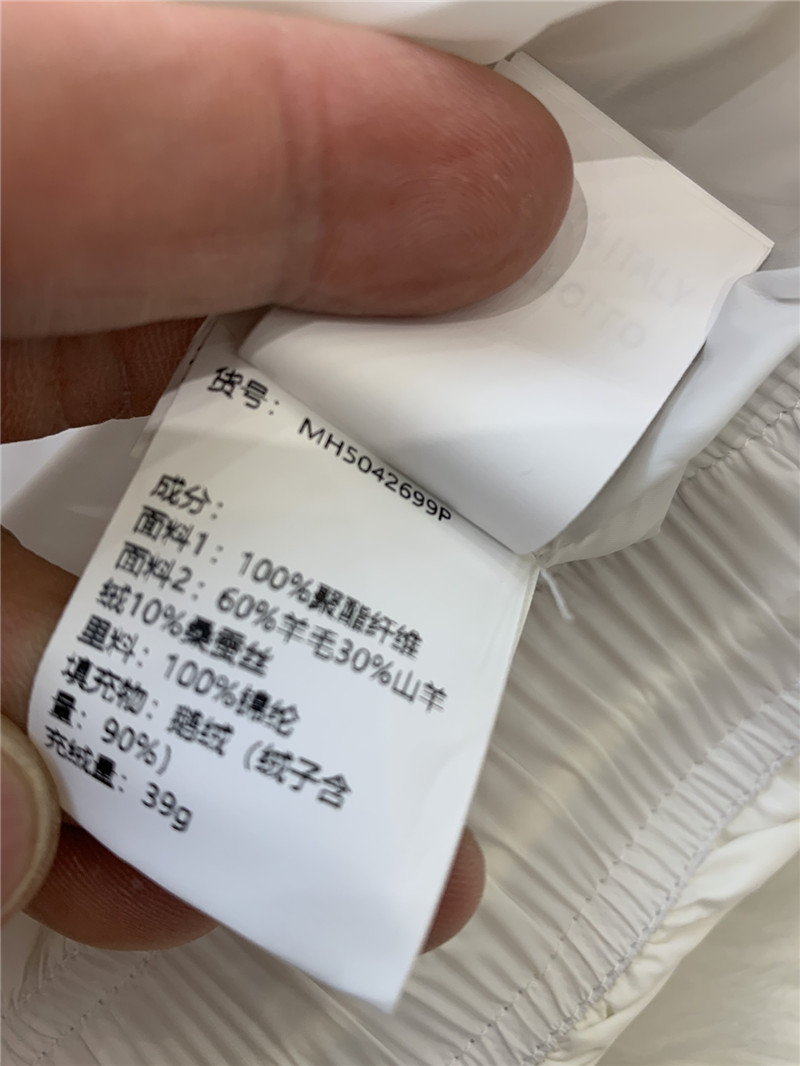 货号： MH5042699P
成分：
面料1：100%聚酯纤维
面料2：60%羊毛30%山羊
绒10%桑蚕丝
里料：100%锦纶
填充物：鹅绒（绒子含
量：90%）
充绒量：39g
ITALY